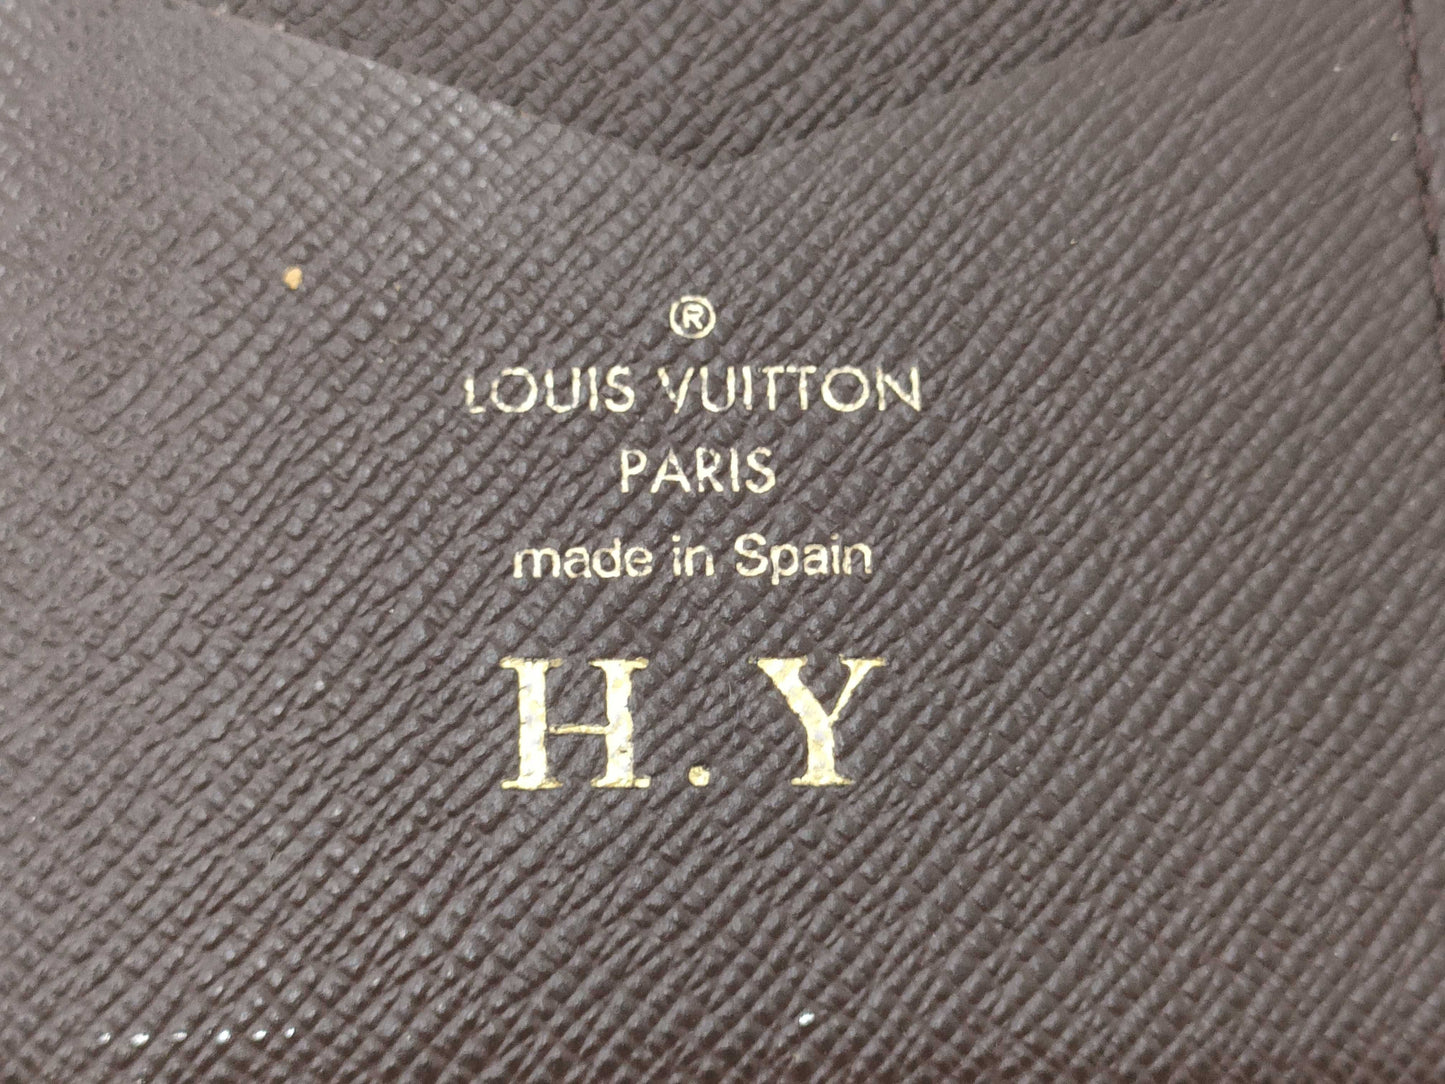 ®
LOUIS VUITTON
PARIS
made in Spain
H.Y